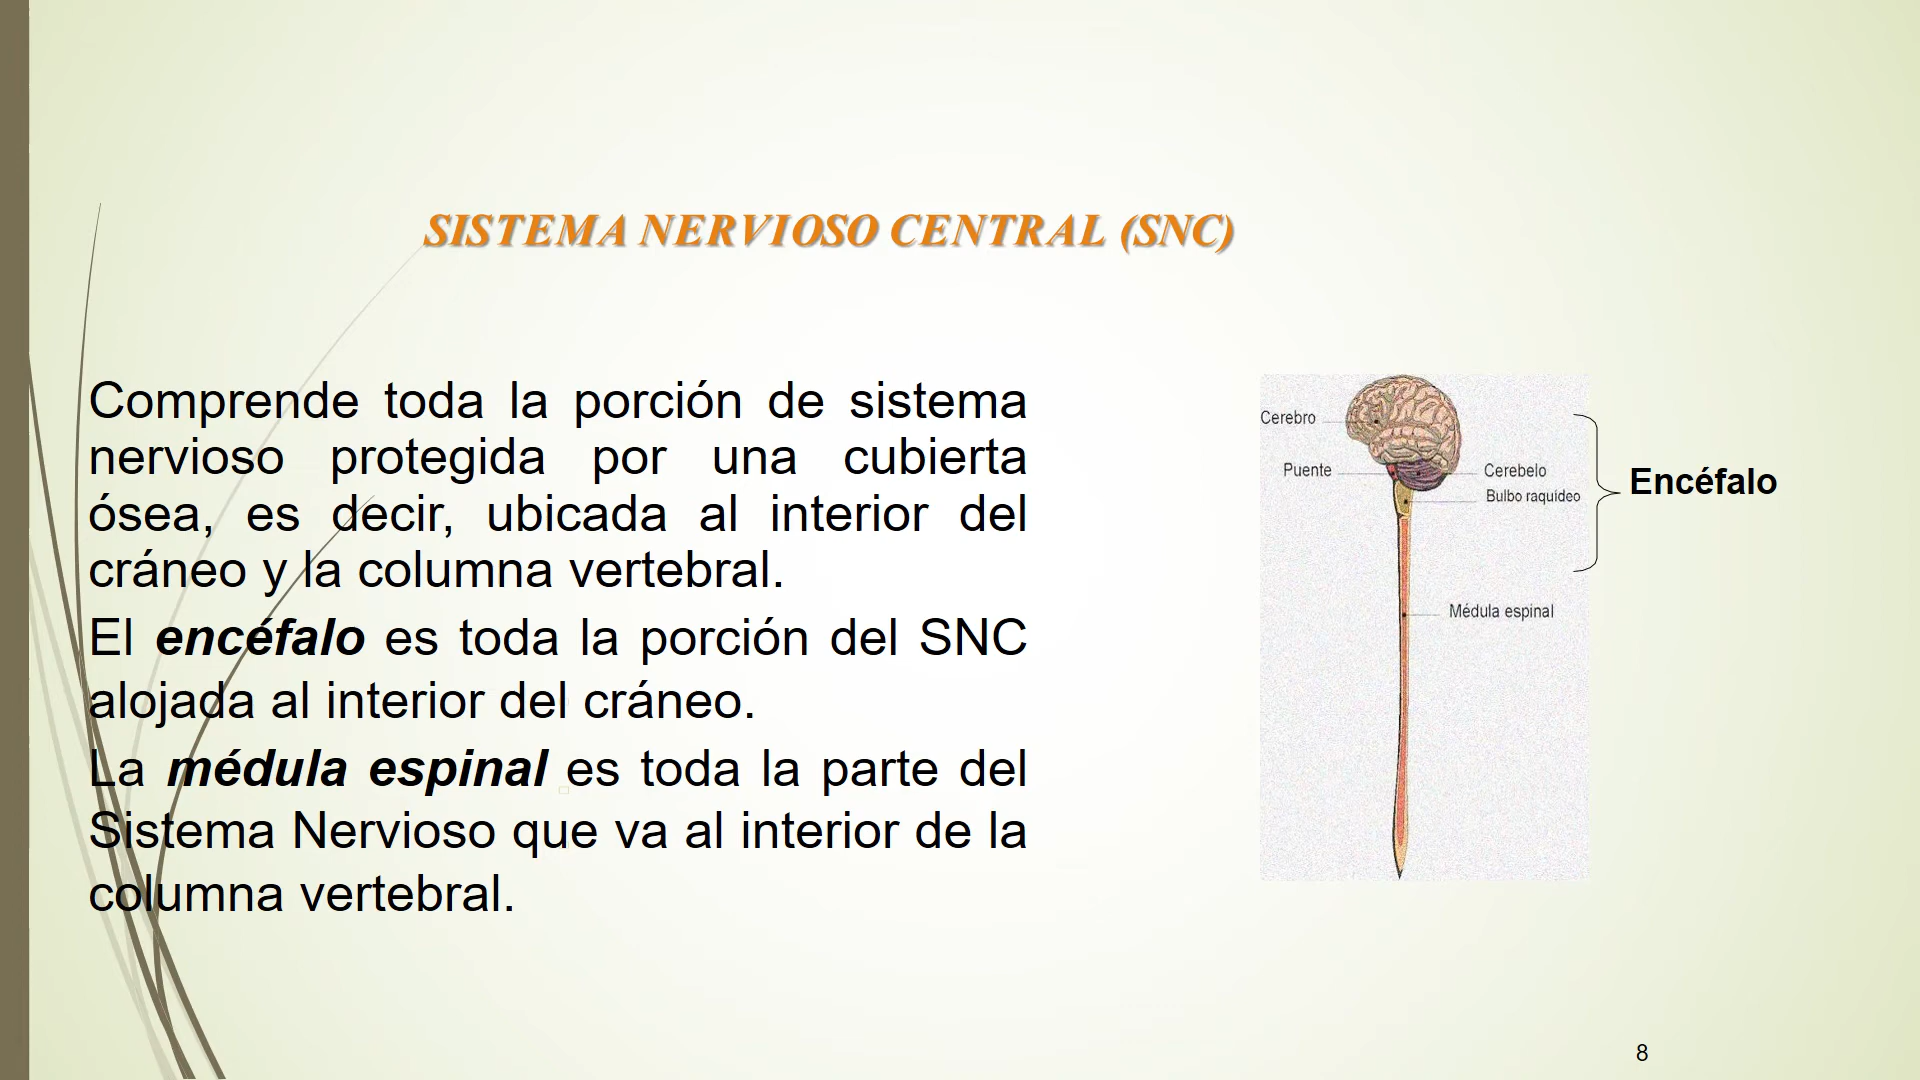 SISTEMA NERVIOSO CENTRAL (SNC)
Comprende toda la porción de sistema
nervioso protegida por una cubierta
ósea, es decir, ubicada al interior del
cráneo y la columna vertebral.
El encéfalo es toda la porción del SNC
alojada al interior del cráneo.
La médula espinal es toda la parte del
Sistema Nervioso que va al interior de la
columna vertebral.
Cerebro
Puente
Cerebelo
Bulbo raquídeo
Médula espinal
Encéfalo
8